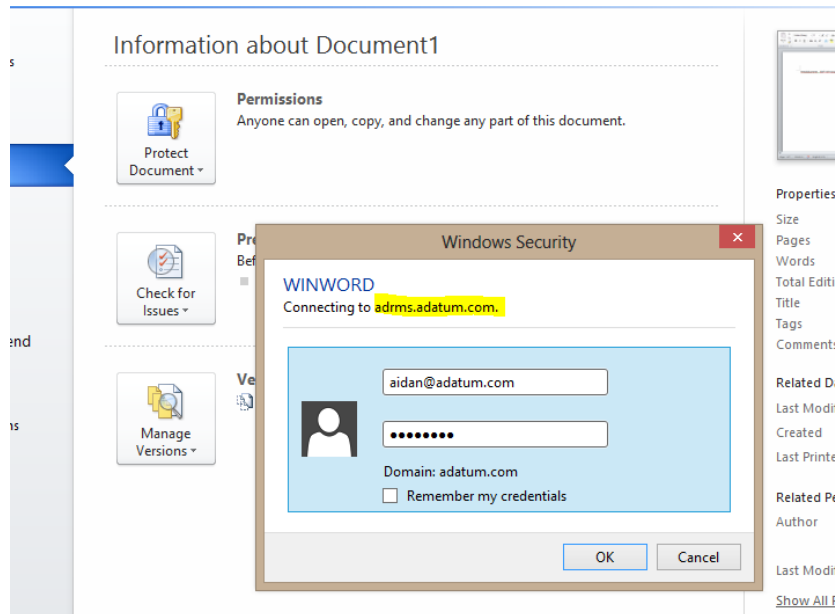 s
end
ns
Information about Document1
Protect
Document
Permissions
Anyone can open, copy, and change any part of this document.
Check for
Issues
Pre
Bef
Manage
Versions
Ve
Windows Security
WINWORD
Connecting to adrms.adatum.com.
aidan@adatum.com
●●●●●●●●
Domain: adatum.com
Remember my credentials
OK
Cancel
Properties
Size
Pages
Words
Total Editi
Title
Tags
Comments
Related Da
Last Modif
Created
Last Printe
Related Pe
Author
Last Modif
Show All F